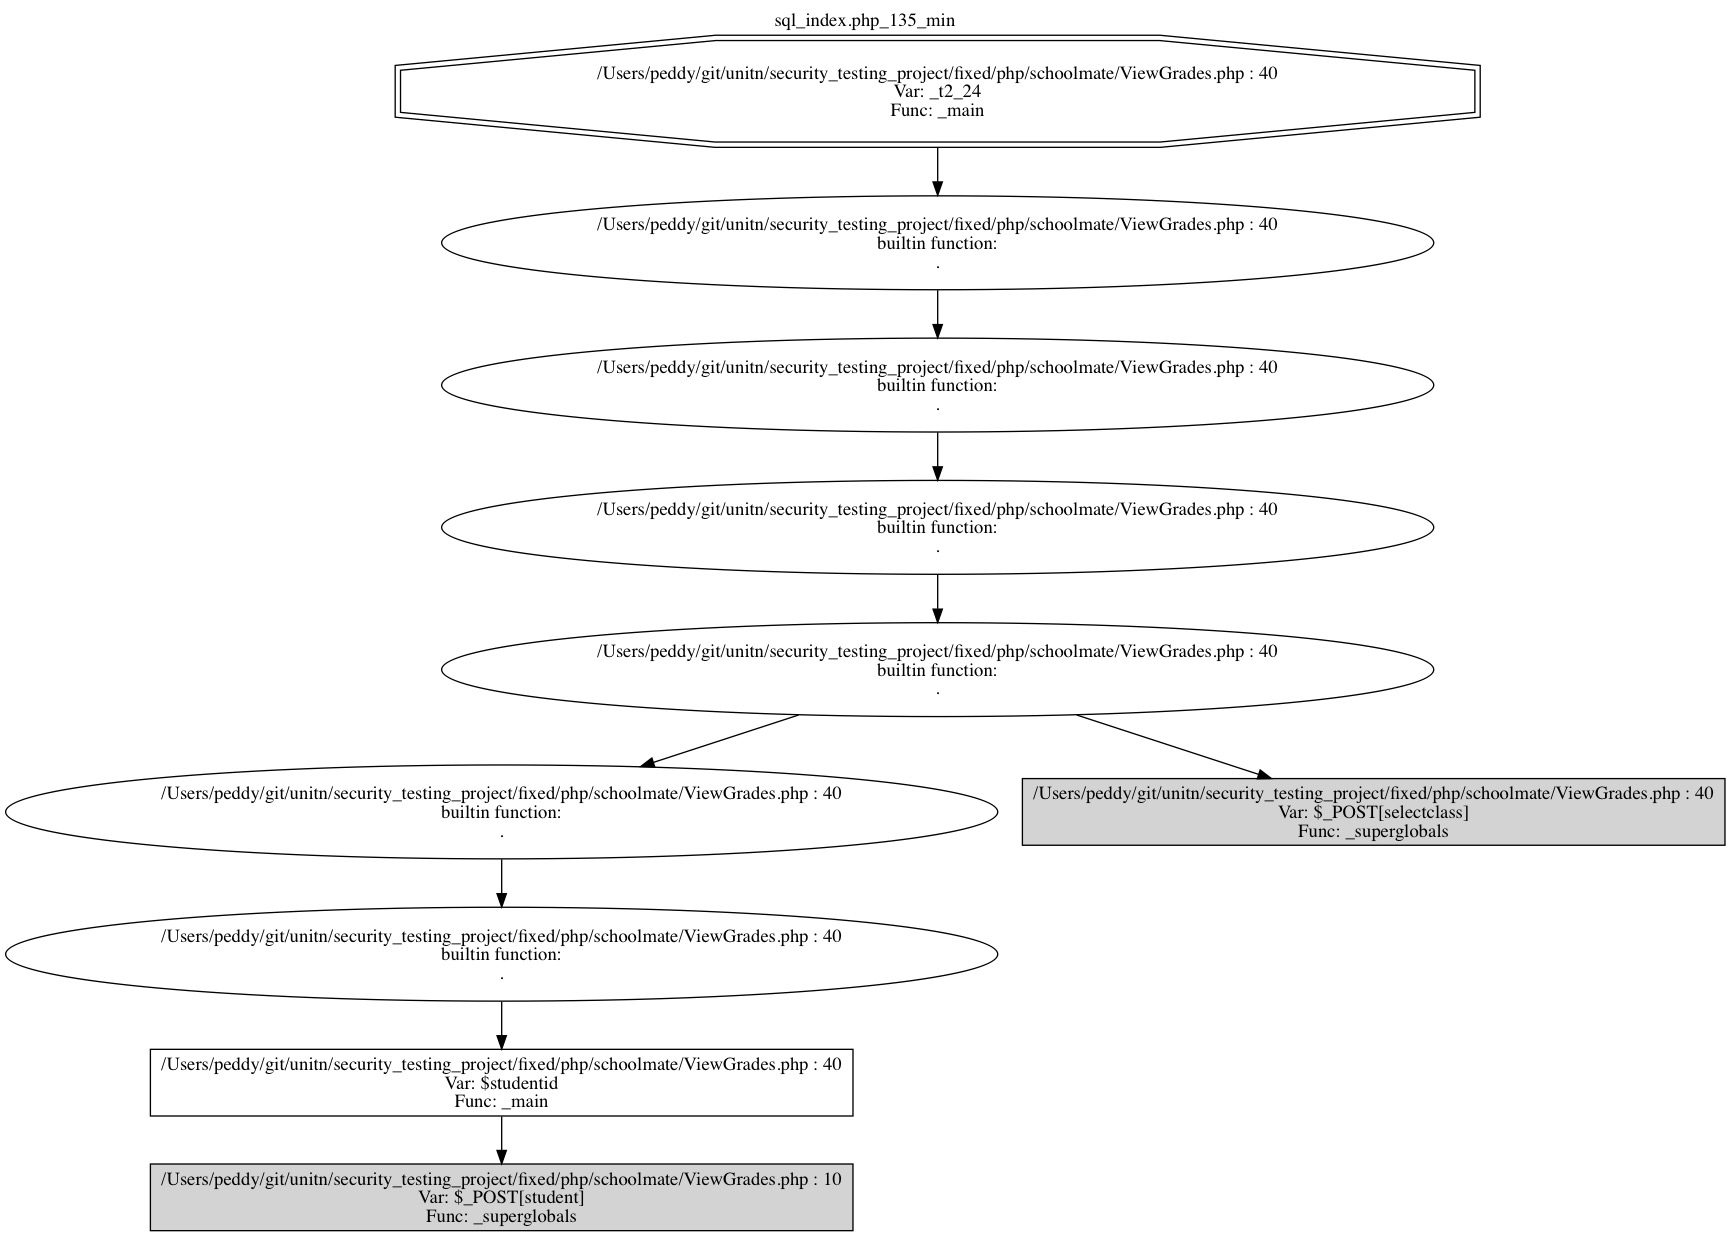 sql_index.php_135_min
/Users/peddy/git/unitn/security_testing_project/fixed/php/schoolmate/ViewGrades.php : 40
Var: _t2_24
Func: _main
/Users/peddy/git/unitn/security_testing_project/fixed/php/schoolmate/ViewGrades.php : 40
builtin function:
.
/Users/peddy/git/unitn/security_testing_project/fixed/php/schoolmate/ViewGrades.php : 40
builtin function:
.
/Users/peddy/git/unitn/security_testing_project/fixed/php/schoolmate/ViewGrades.php : 40
builtin function:
.
/Users/peddy/git/unitn/security_testing_project/fixed/php/schoolmate/ViewGrades.php : 40
builtin function:
.
/Users/peddy/git/unitn/security_testing_project/fixed/php/schoolmate/ViewGrades.php : 40
builtin function:
.
/Users/peddy/git/unitn/security_testing_project/fixed/php/schoolmate/ViewGrades.php : 40
Var: $_POST[selectclass]
Func: _superglobals
/Users/peddy/git/unitn/security_testing_project/fixed/php/schoolmate/ViewGrades.php : 40
builtin function:
.
/Users/peddy/git/unitn/security_testing_project/fixed/php/schoolmate/ViewGrades.php : 40
Var: $studentid
Func: _main
/Users/peddy/git/unitn/security_testing_project/fixed/php/schoolmate/ViewGrades.php : 10
Var: $_POST[student]
Func: _superglobals